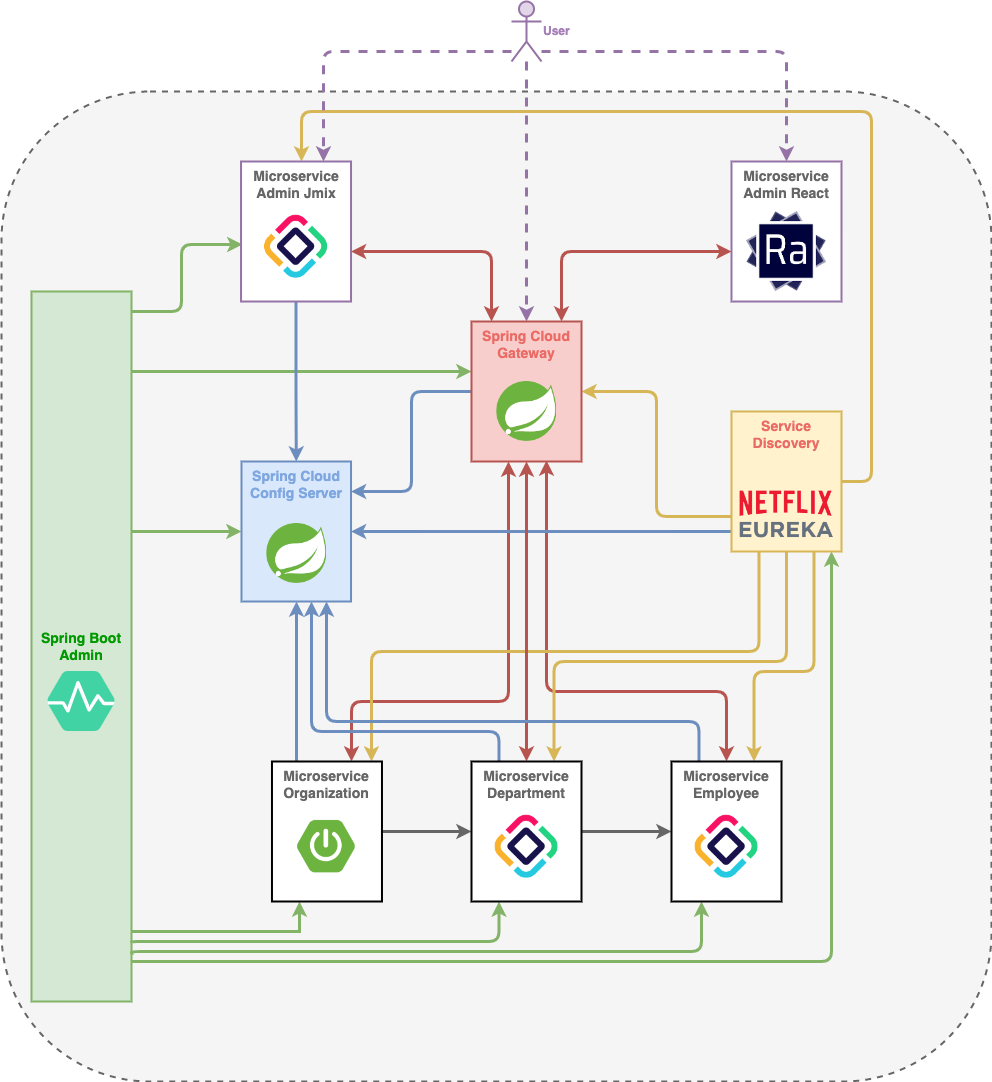 User
Microservice
Admin Jmix
Microservice
Admin React
Ra
Spring Cloud
Gateway
Service
Discovery
NETFLIX
EUREKA
Spring Cloud
Config Server
Spring Boot
Admin
Microservice
Organization
Microservice
Department
Microservice
Employee